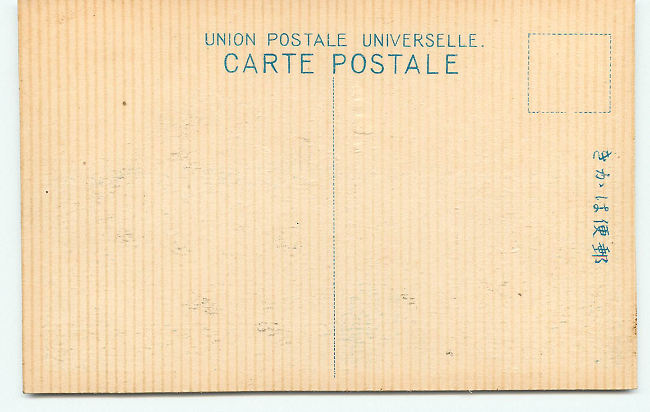 UNION POSTALE UNIVERSELLE.
CARTE POSTALE
きかは便郵